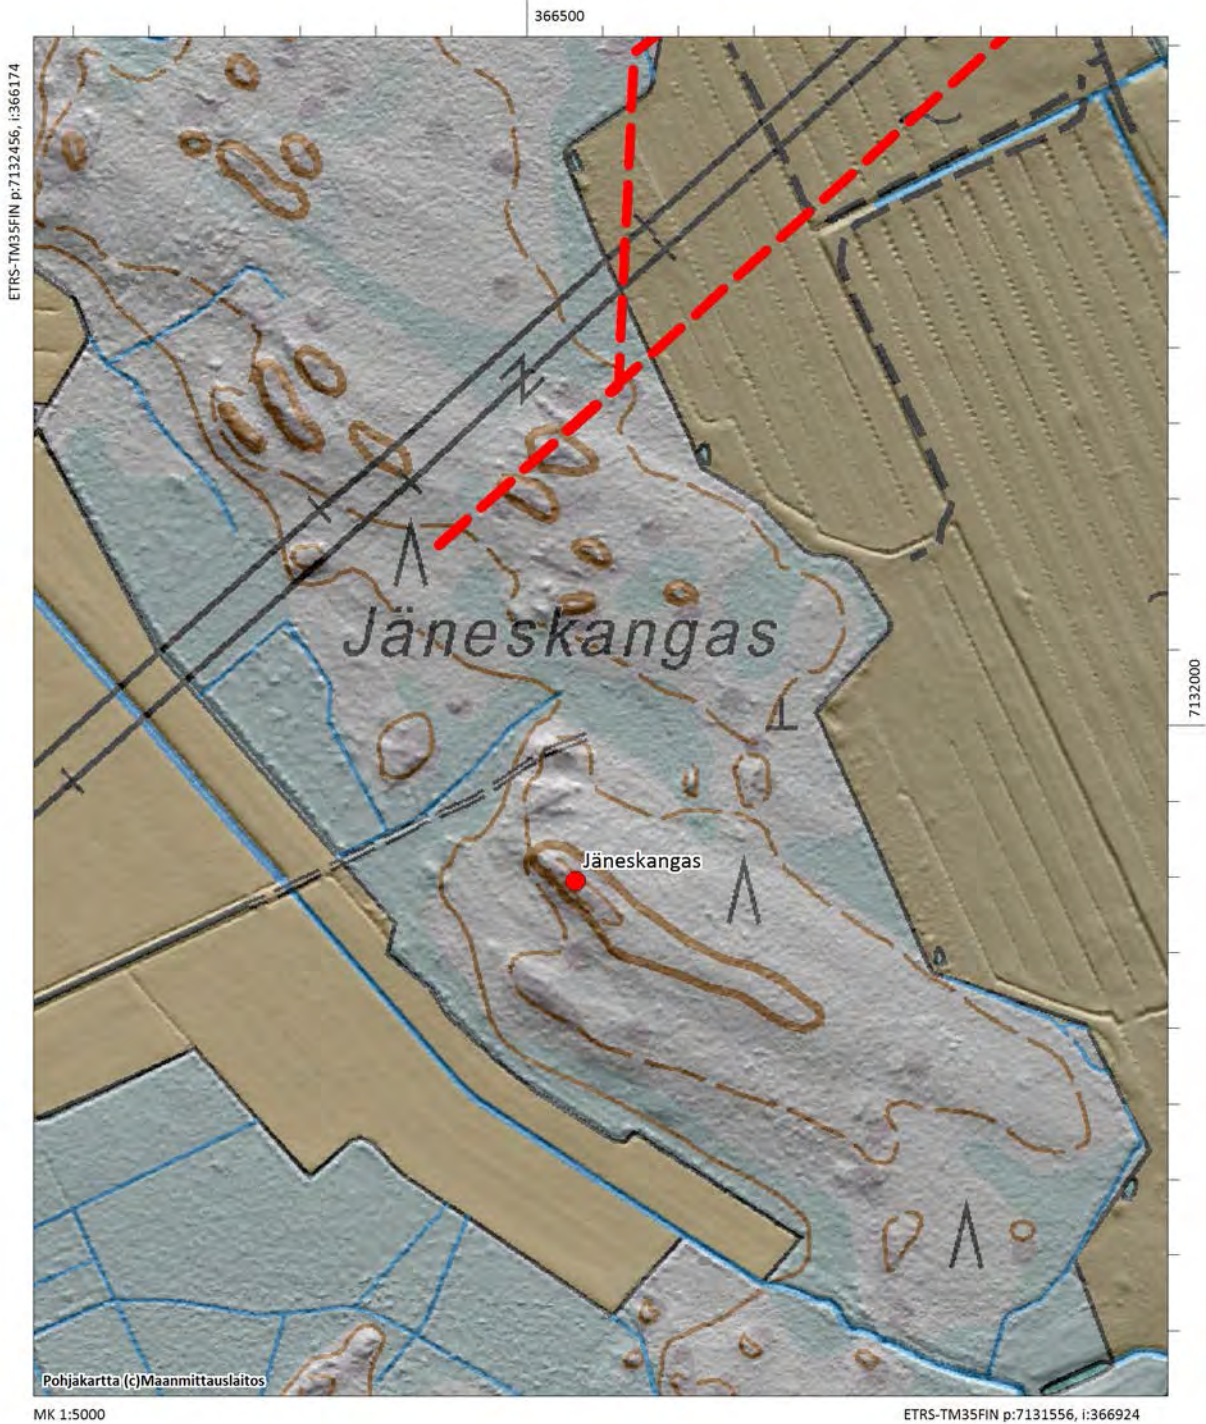 366500
ETRS-TM35FIN p:7132456, i:366174
Jäneskangas
7132000
Jäneskangas
Pohjakartta (c)Maanmittauslaitos
MK 1:5000
ETRS-TM35FIN p:7131556, i:366924